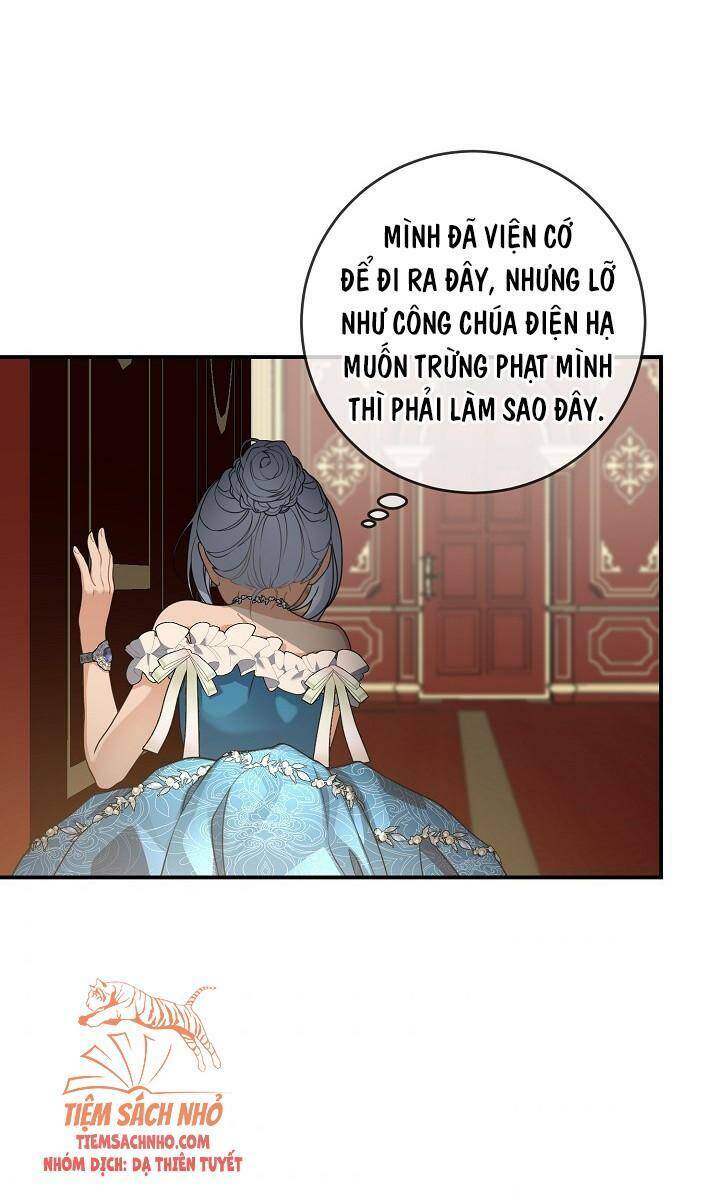 MÌNH ĐÃ VIỆN CỚ
ĐỂ ĐI RA ĐÂY, NHƯNG LỠ
NHƯ CÔNG CHÚA ĐIỆN HẠ
MUỐN TRỪNG PHẠT MÌNH
THÌ PHẢI LÀM SAO ĐÂY.
TIỆM SÁCH NHỎ
TIEMSACHNHO.COM
NHÓM DỊCH: DẠ THIÊN TUYẾT